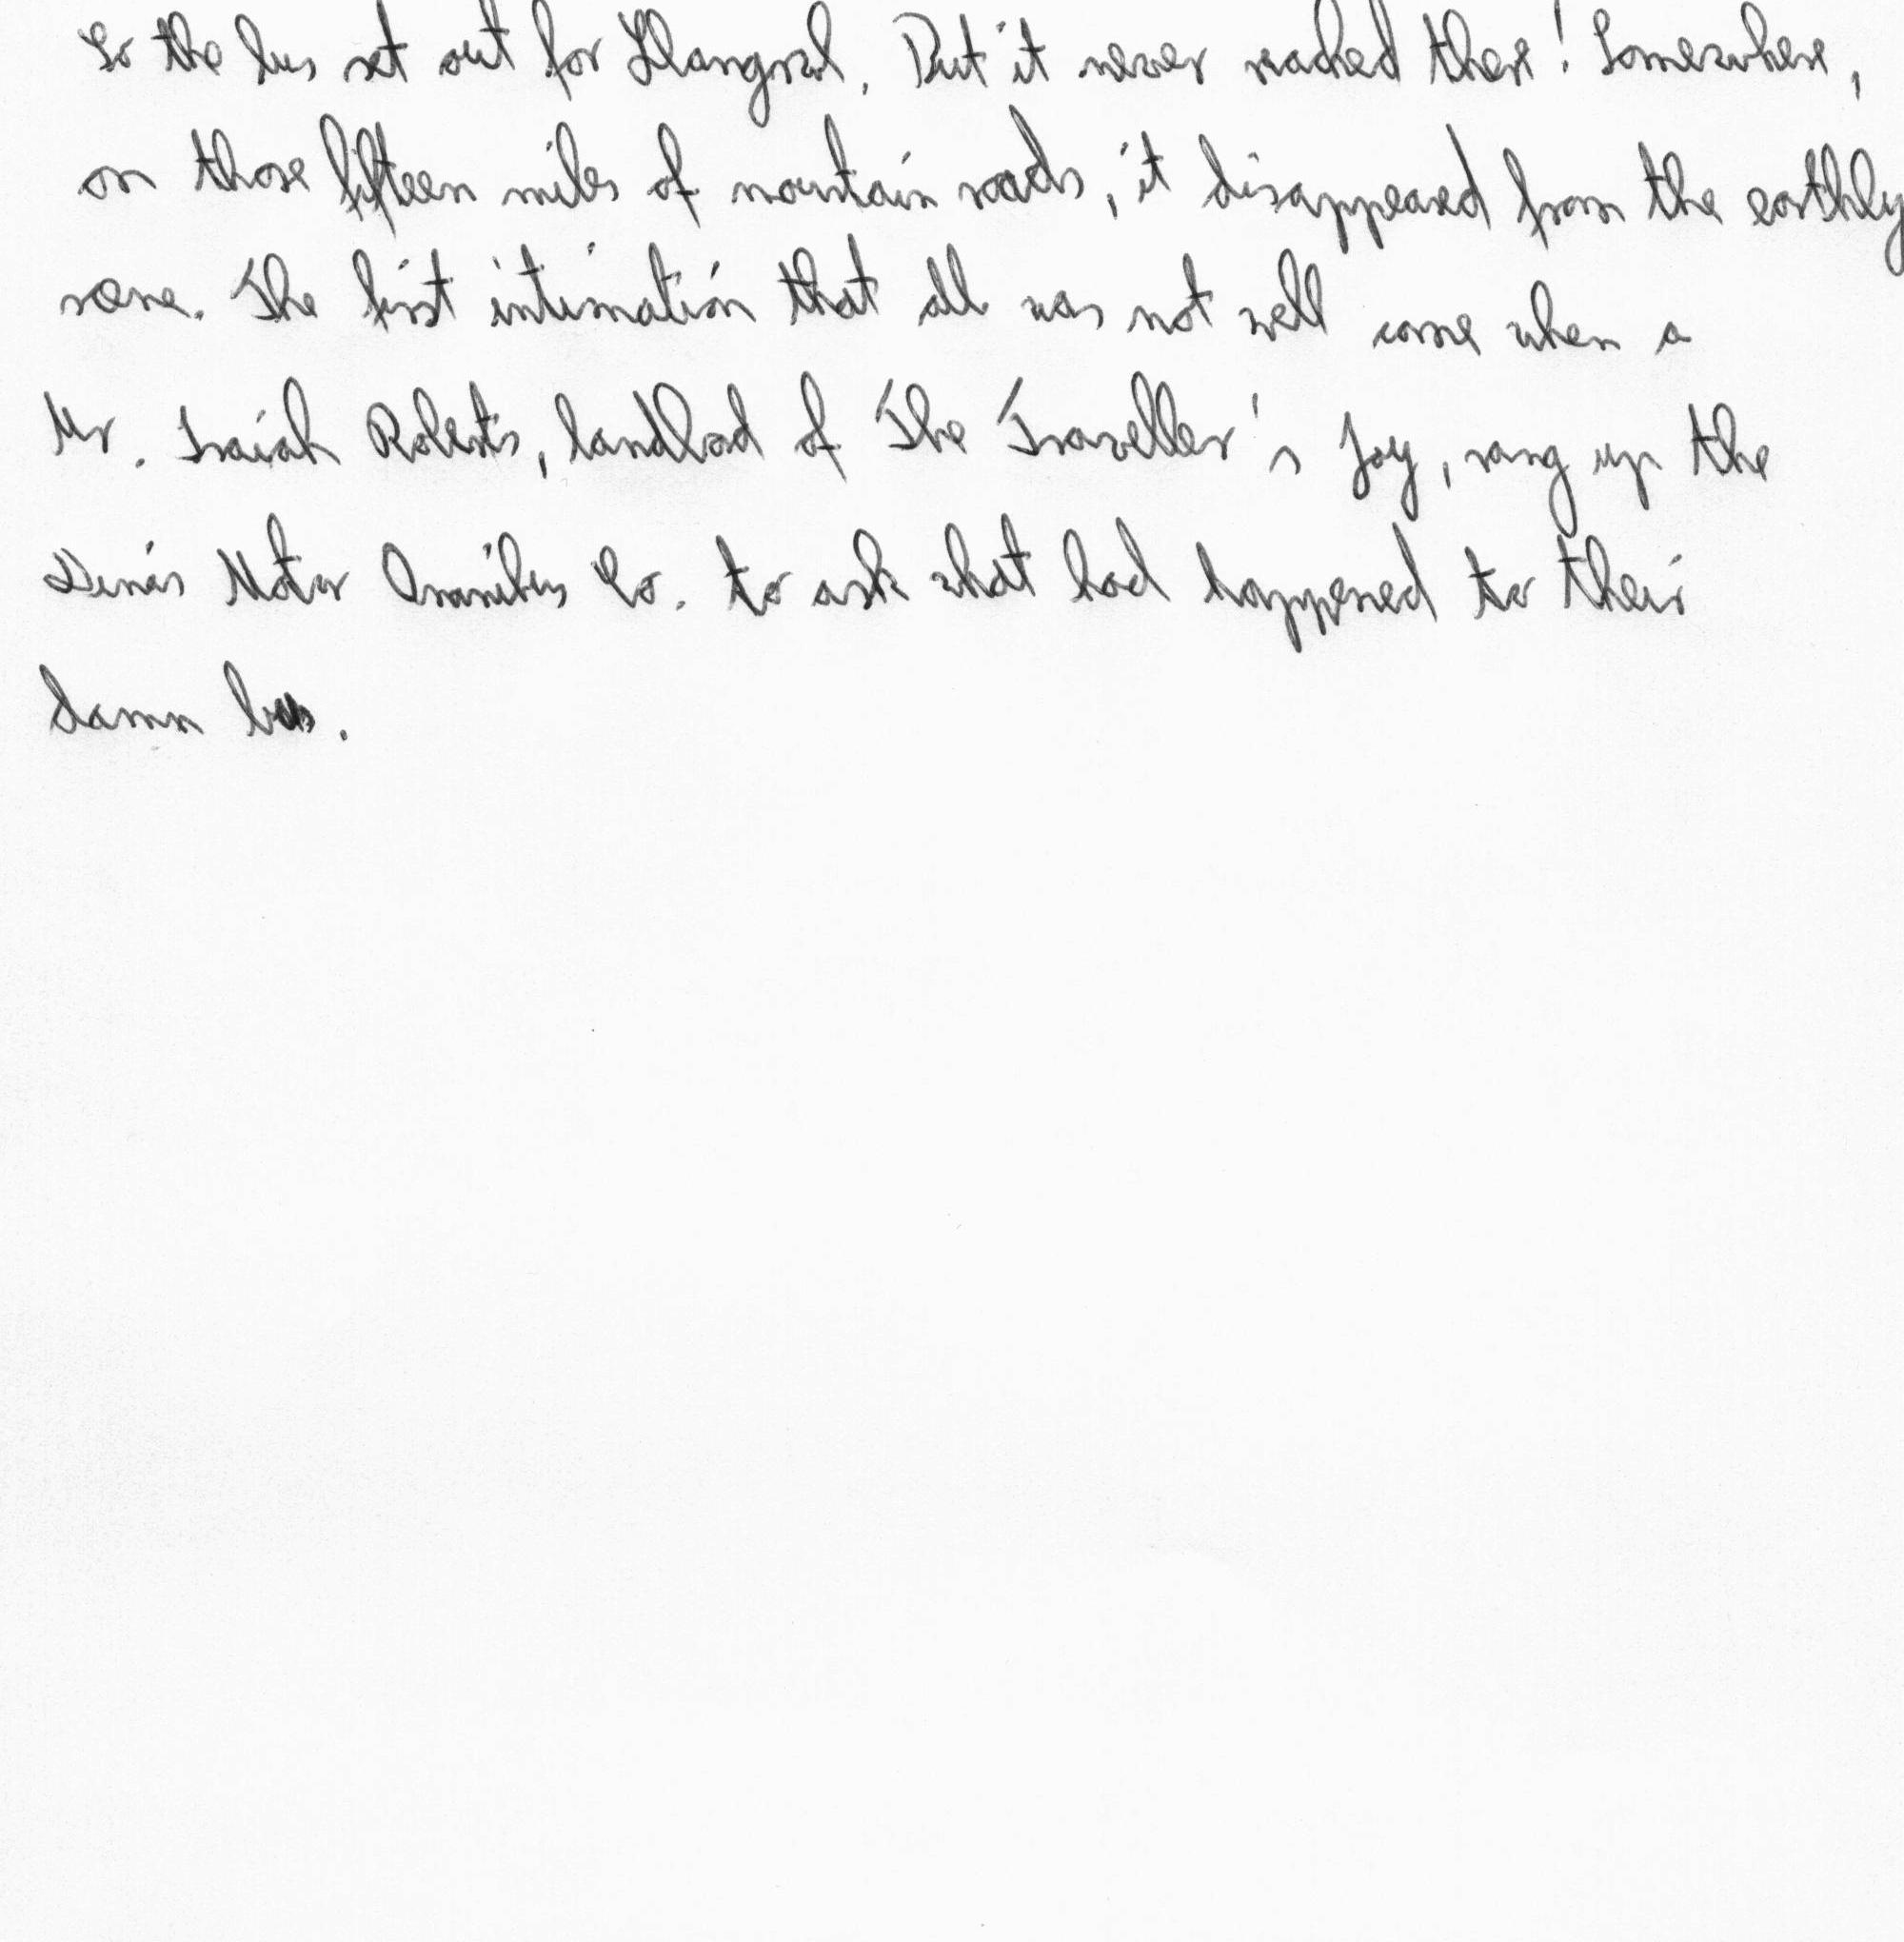 So the bus set out for Llangwyl. But it never reached there! Somewhere,
on those fifteen miles of mountain roads, it disappeared from the earthly
scene. The first intimation that all was not well came when a
Mr. Isaiah Roberts, landlord of The Traveller's Joy, rang up the
Dinas Motor Omnibus Co. to ask what had happened to their
damn bus.